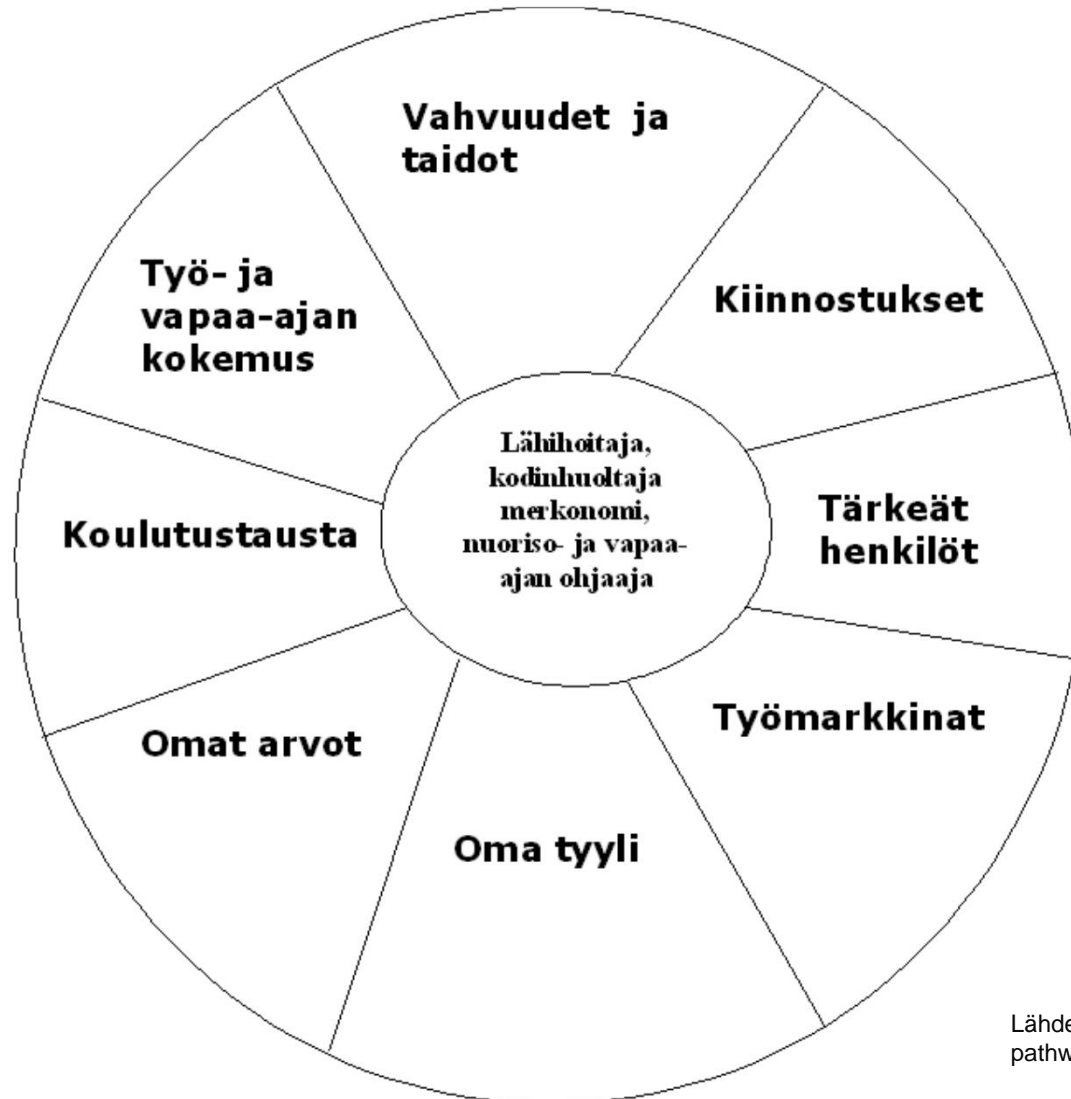 Vahvuudet ja
taidot
Kiinnostukset
Työ- ja
vapaa-ajan
kokemus
Lähihoitaja,
kodinhuoltaja
merkonomi,
nuoriso- ja vapaa-
ajan ohjaaja
Tärkeät
henkilöt
Koulutustausta
Työmarkkinat
Omat arvot
Oma tyyli
Lähde